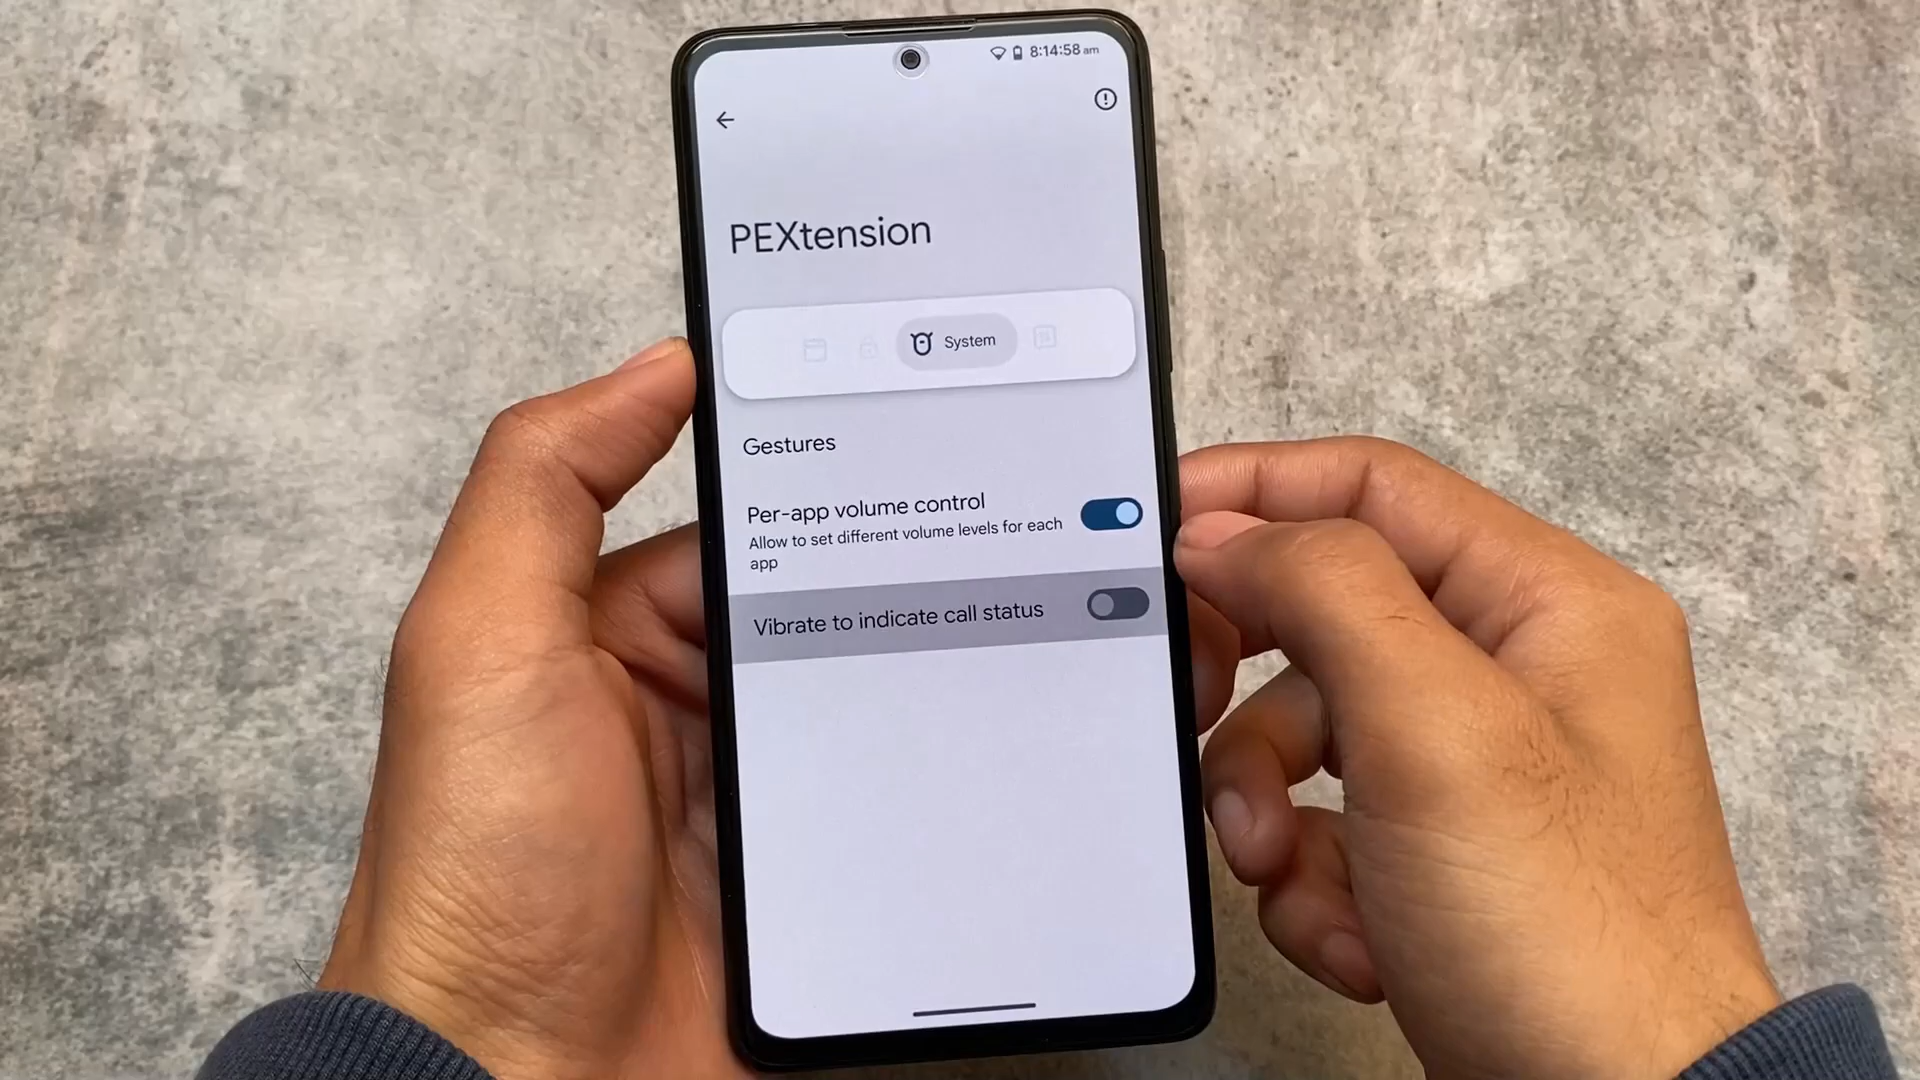 8:14:58 am
PEXtension
System
Gestures
Per-app volume control
Allow to set different volume levels for each
app
Vibrate to indicate call status